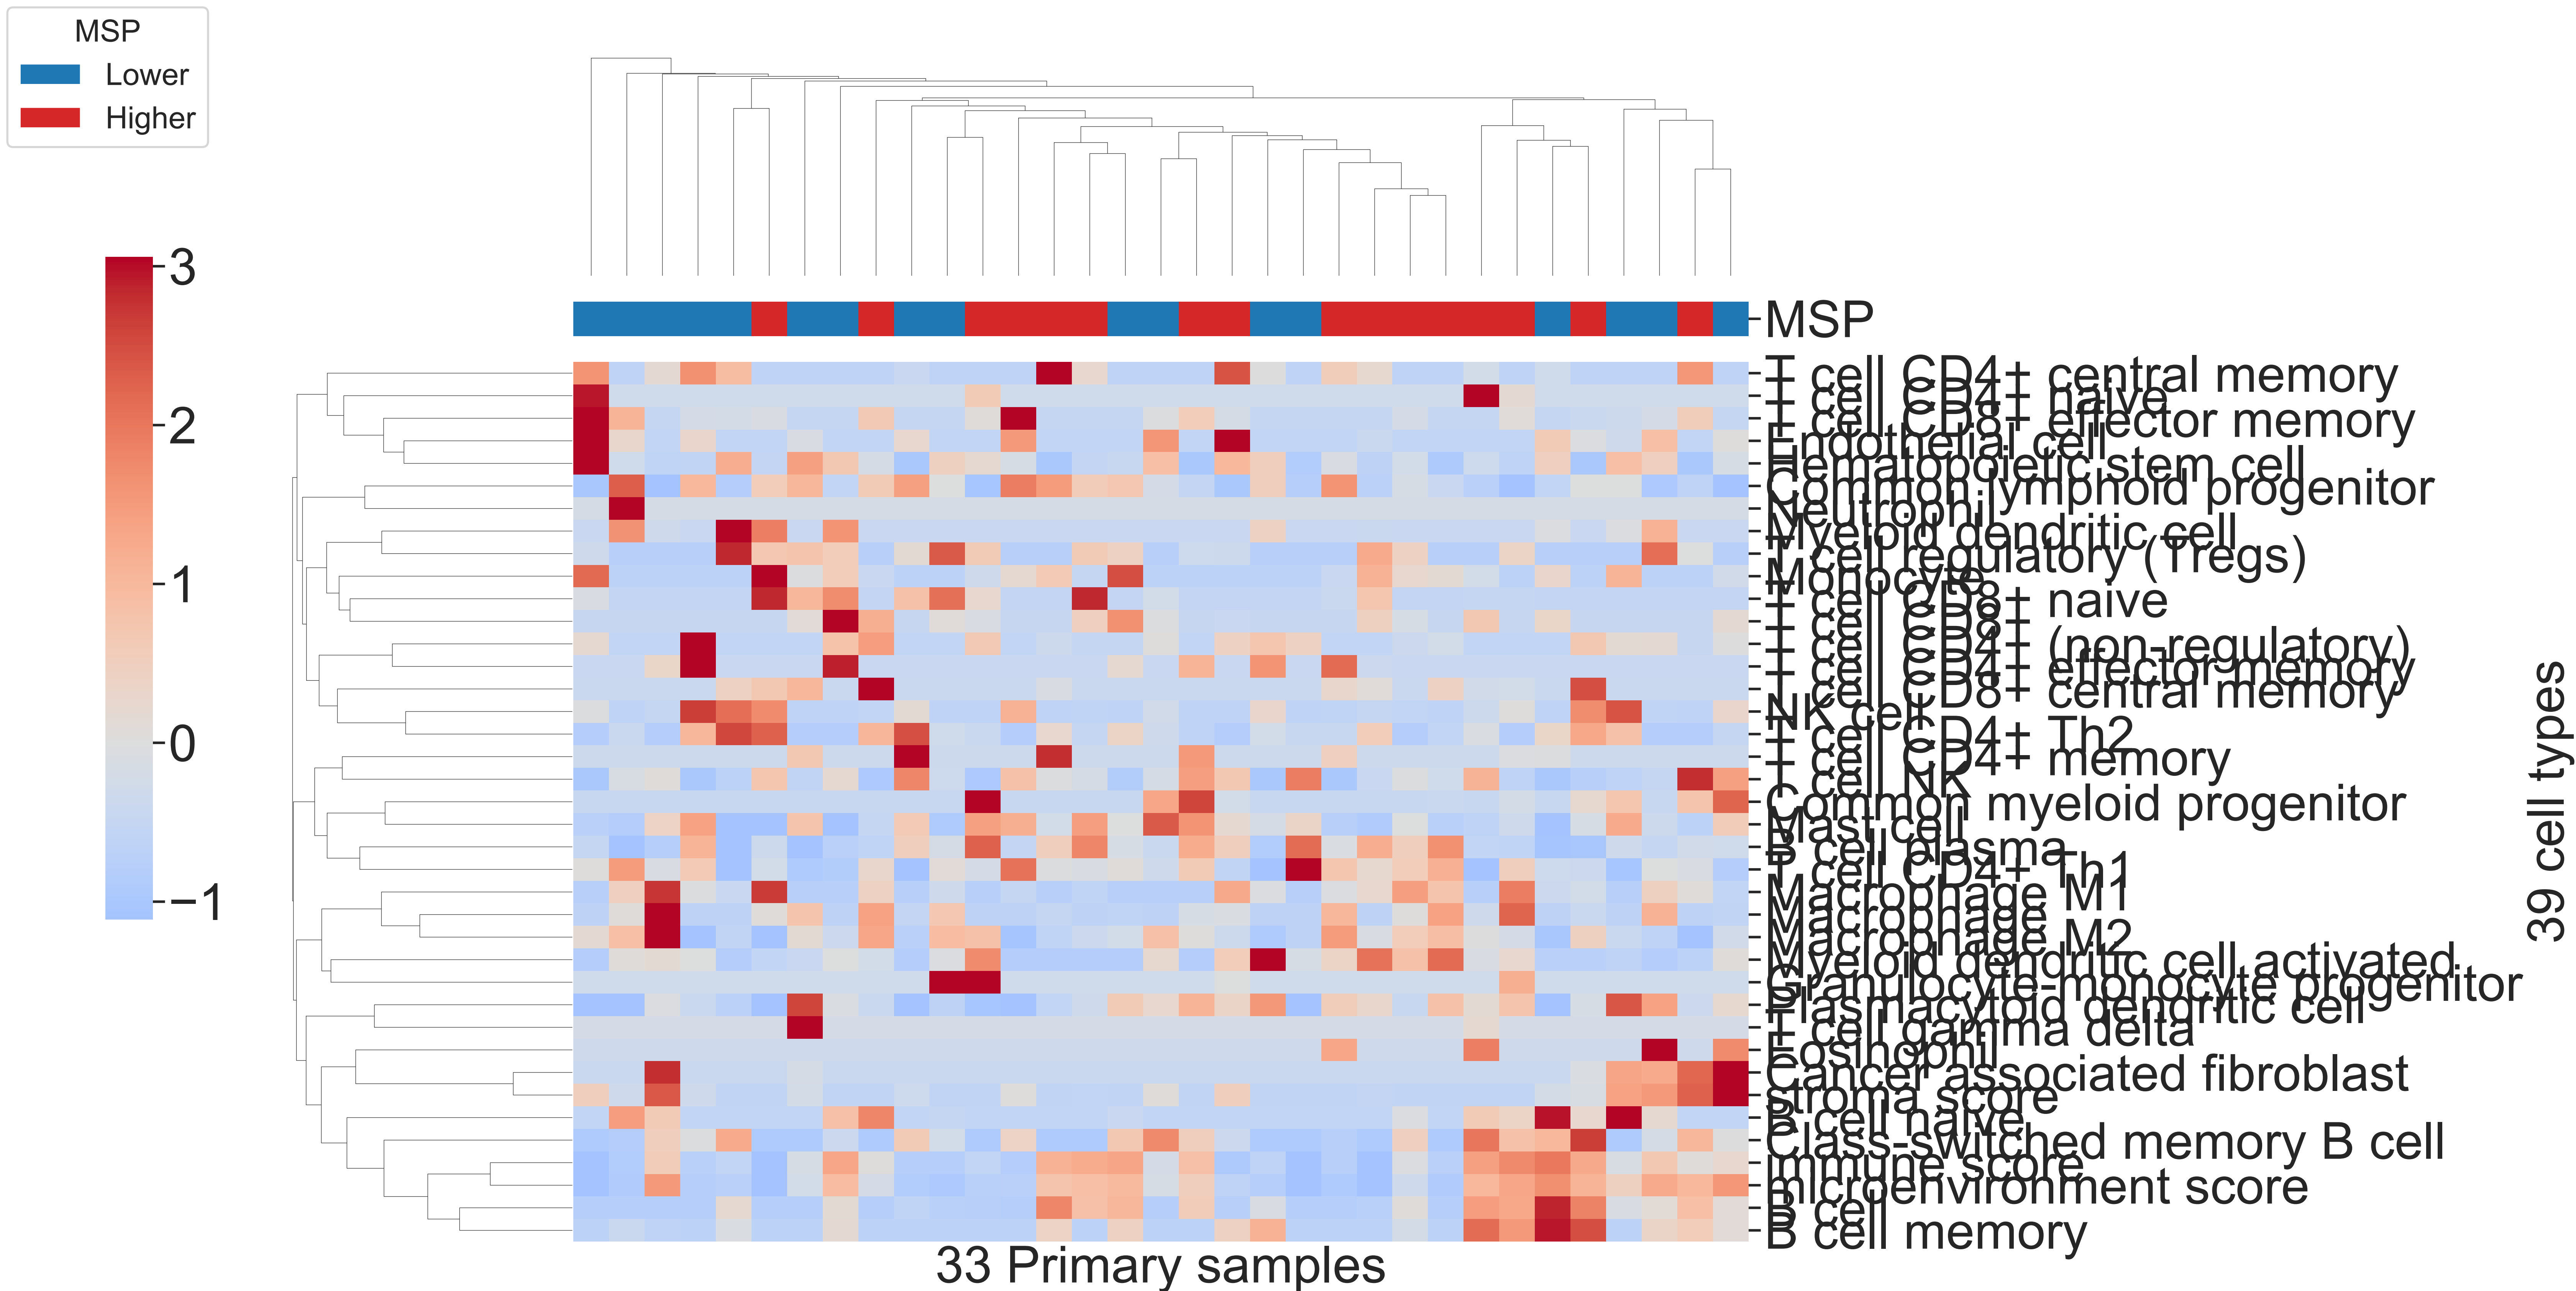 MSP
Lower
Higher
3
2
1
0
−1
MSP
T cell CD4+ central memory
T cell CD4+ naive
T cell CD8+ effector memory
Endothelial cell
Hematopoietic stem cell
Common lymphoid progenitor
Neutrophil
Myeloid dendritic cell
T cell regulatory (Tregs)
Monocyte
T cell CD8+ naive
T cell CD8+
T cell CD4+ (non-regulatory)
T cell CD4+ effector memory
T cell CD8+ central memory
NK cell
T cell CD4+ Th2
T cell CD4+ memory
T cell NK
Common myeloid progenitor
Mast cell
B cell plasma
T cell CD4+ Th1
Macrophage M1
Macrophage
Macrophage M2
Myeloid dendritic cell activated
Granulocyte-monocyte progenitor
Plasmacytoid dendritic cell
T cell gamma delta
Eosinophil
Cancer associated fibroblast
stroma score
B cell naive
Class-switched memory B cell
immune score
microenvironment score
B cell
B cell memory
39 cell types
33 Primary samples